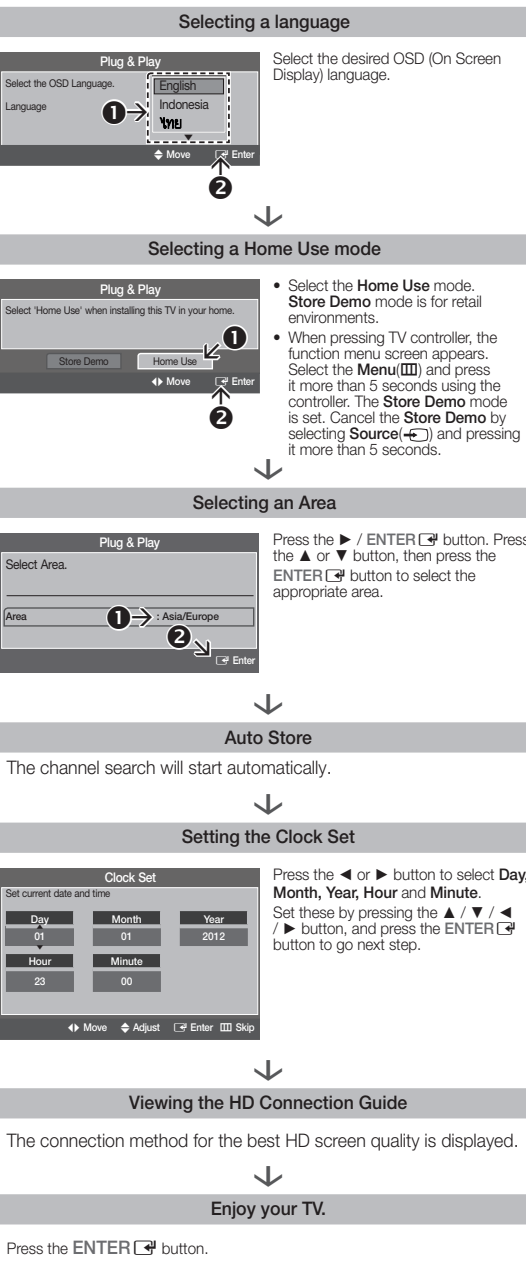 Selecting a language
Plug & Play
Select the OSD Language.
Language
English
Indonesia
ไทย
❶
Move
Enter
❷
Select the desired OSD (On Screen
Display) language.
Selecting a Home Use mode
Plug & Play
Select 'Home Use' when installing this TV in your home.
❶
Store Demo
Home Use
Move
Enter
❷
• Select the Home Use mode.
Store Demo mode is for retail
environments.
• When pressing TV controller, the
function menu screen appears.
Select the Menu() and press
it more than 5 seconds using the
controller. The Store Demo mode
is set. Cancel the Store Demo by
selecting Source() and pressing
it more than 5 seconds.
Selecting an Area
Plug & Play
Select Area.
Area
❶
: Asia/Europe
❷
Enter
Press the ► / ENTER button. Press
the ▲ or ▼ button, then press the
ENTER button to select the
appropriate area.
Auto Store
The channel search will start automatically.
Setting the Clock Set
Clock Set
Set current date and time
Day Month Year
01 01 2012
Hour Minute
23 00
Move Adjust Enter Skip
Press the ◄ or ► button to select Day,
Month, Year, Hour and Minute.
Set these by pressing the ▲ / ▼ / ◄
/ ► button, and press the ENTER
button to go next step.
Viewing the HD Connection Guide
The connection method for the best HD screen quality is displayed.
Enjoy your TV.
Press the ENTER button.